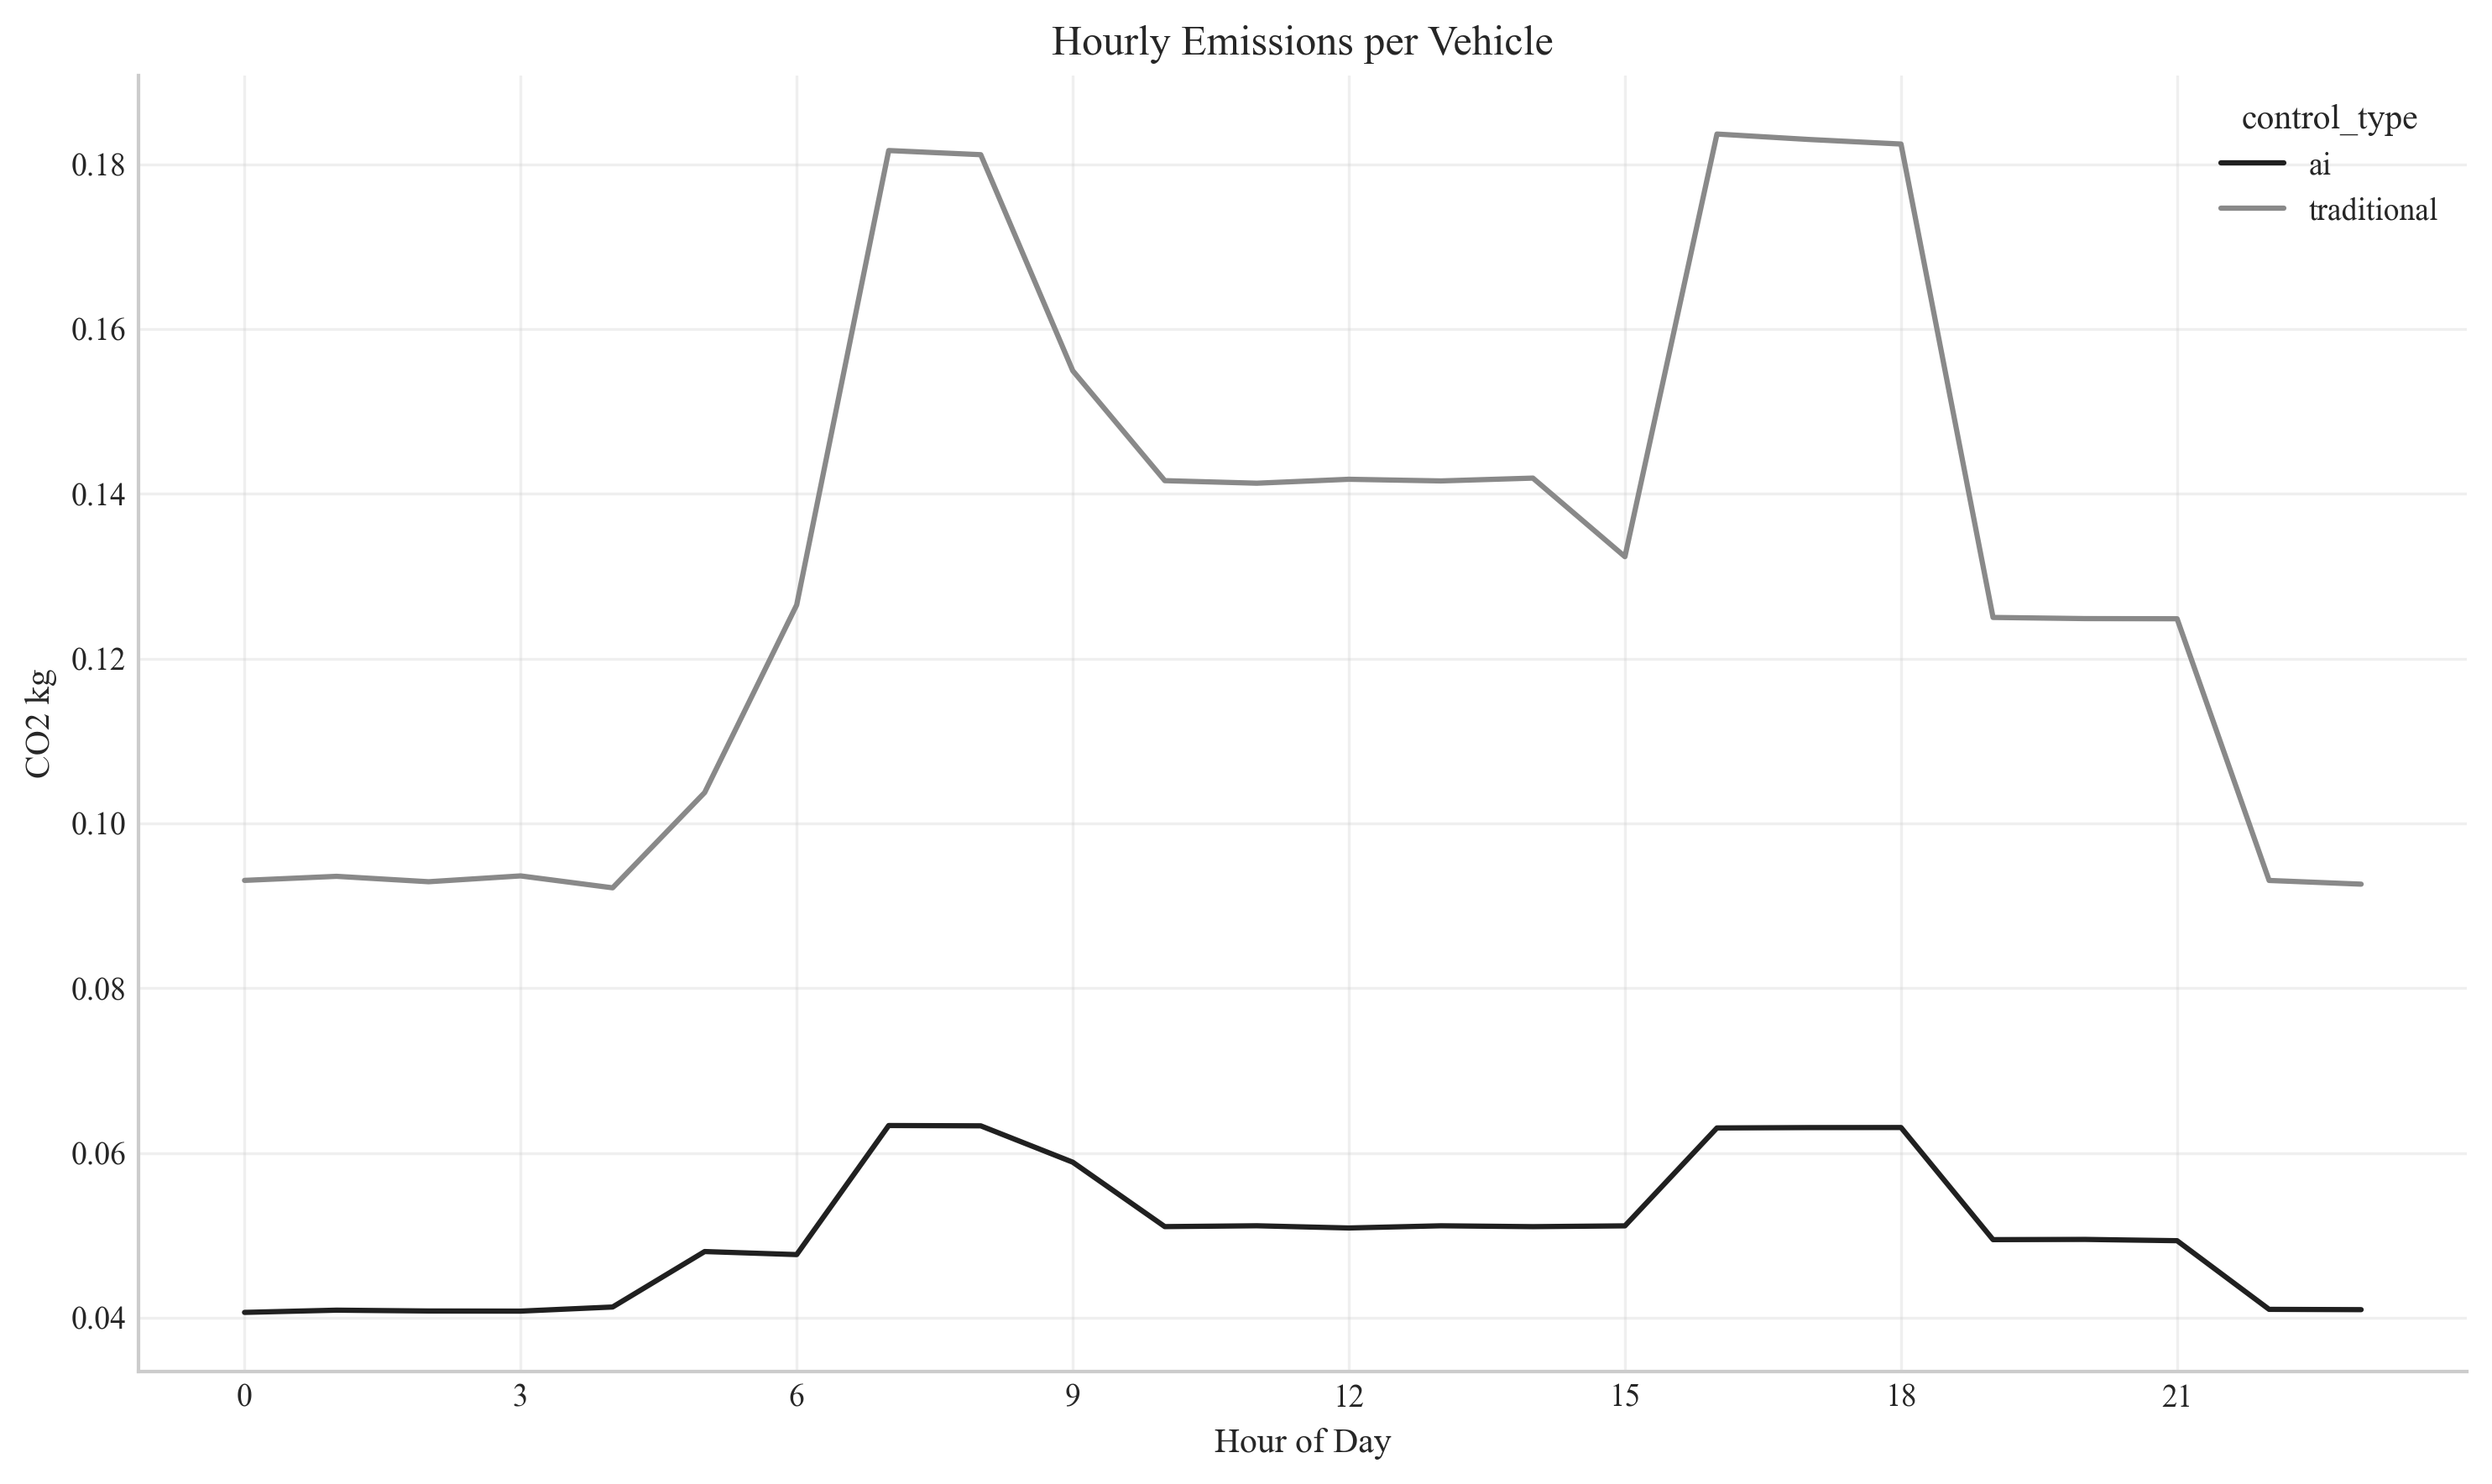 Hourly Emissions per Vehicle
control_type
ai
traditional
0.18
0.16
0.14
0.12
0.10
0.08
0.06
0.04
CO2 kg
0 3 6 9 12 15 18 21
Hour of Day